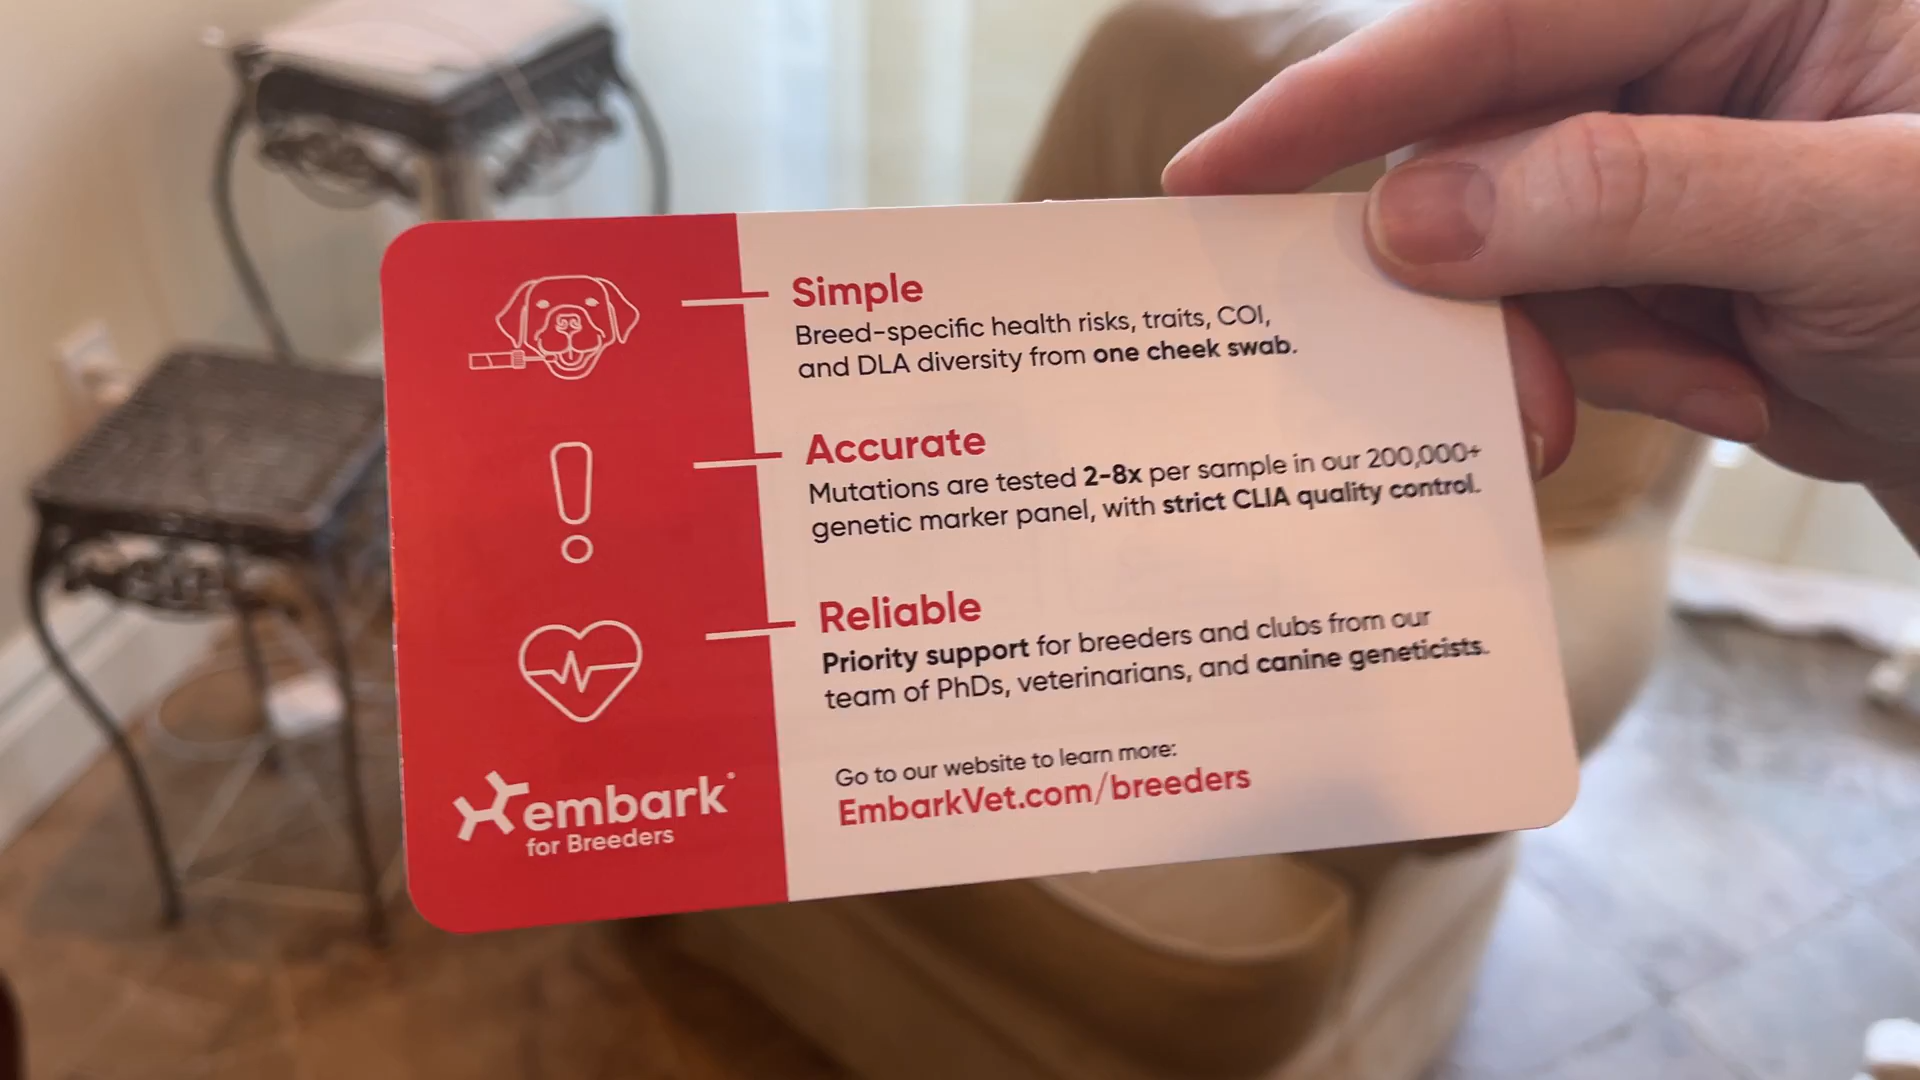 Simple
Breed-specific health risks, traits, COI,
and DLA diversity from one cheek swab.
Accurate
Mutations are tested 2-8x per sample in our 200,000+
genetic marker panel, with strict CLIA quality control.
Reliable
Priority support for breeders and clubs from our
team of PhDs, veterinarians, and canine geneticists.
Go to our website to learn more:
EmbarkVet.com/breeders
embark
for Breeders